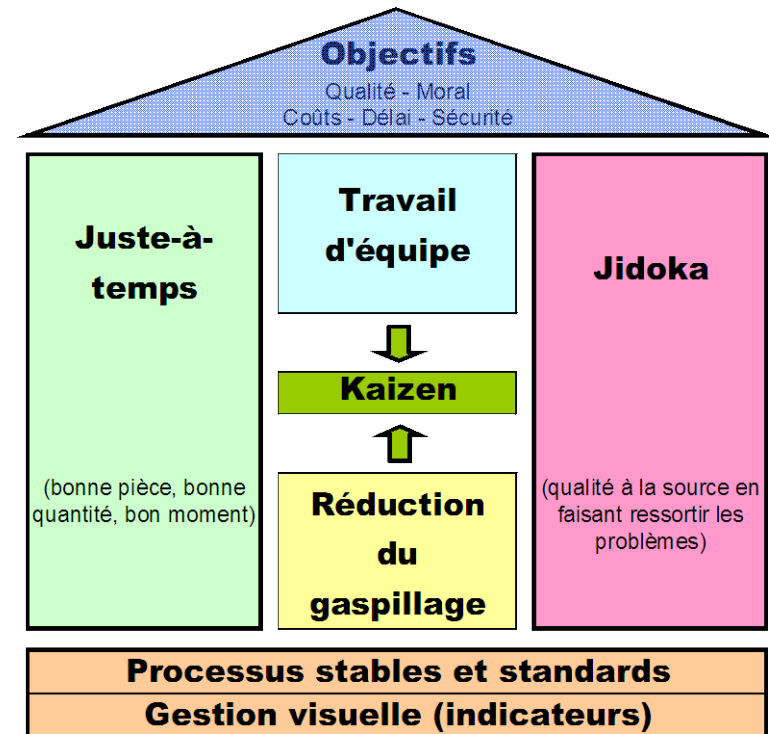 Objectifs
Qualité - Moral
Coûts - Délai - Sécurité
Juste-à-
temps
(bonne pièce, bonne
quantité, bon moment)
Travail
d'équipe
Kaizen
Réduction
du
gaspillage
Jidoka
(qualité à la source en
faisant ressortir les
problèmes)
Processus stables et standards
Gestion visuelle (indicateurs)